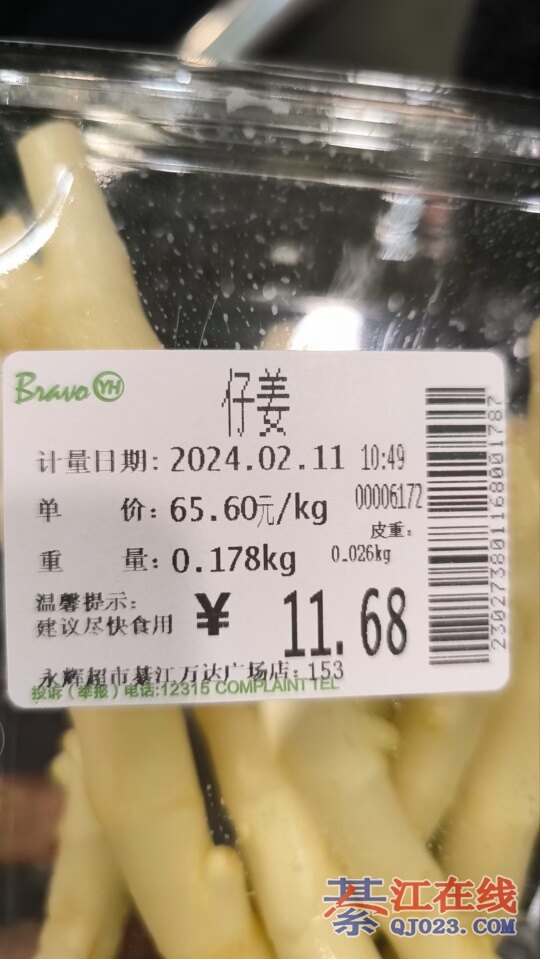 Bravo YH
仔姜
计量日期: 2024.02.11 10:49
单 价: 65.60元/kg 00006172
皮重:
重 量: 0.178kg 0.026kg
温馨提示:
建议尽快食用 ¥ 11.68
永辉超市綦江万达广场店: 153
投诉(举报)电话:12315 COMPLAINT TEL
2302738011680001787
綦江在线
QJ023.COM